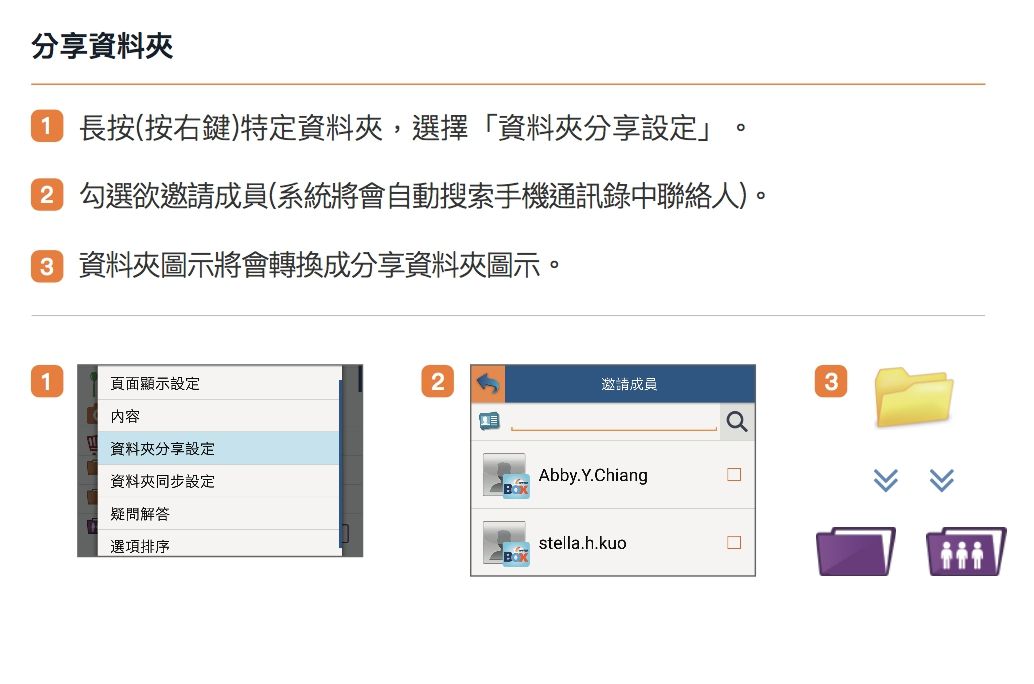 分享資料夾
1 長按(按右鍵)特定資料夾，選擇「資料夾分享設定」。
2 勾選欲邀請成員(系統將會自動搜索手機通訊錄中聯絡人)。
3 資料夾圖示將會轉換成分享資料夾圖示。
1
頁面顯示設定
內容
資料夾分享設定
資料夾同步設定
疑問解答
選項排序
2
邀請成員
Abby.Y.Chiang
BOX
stella.h.kuo
BOX
3